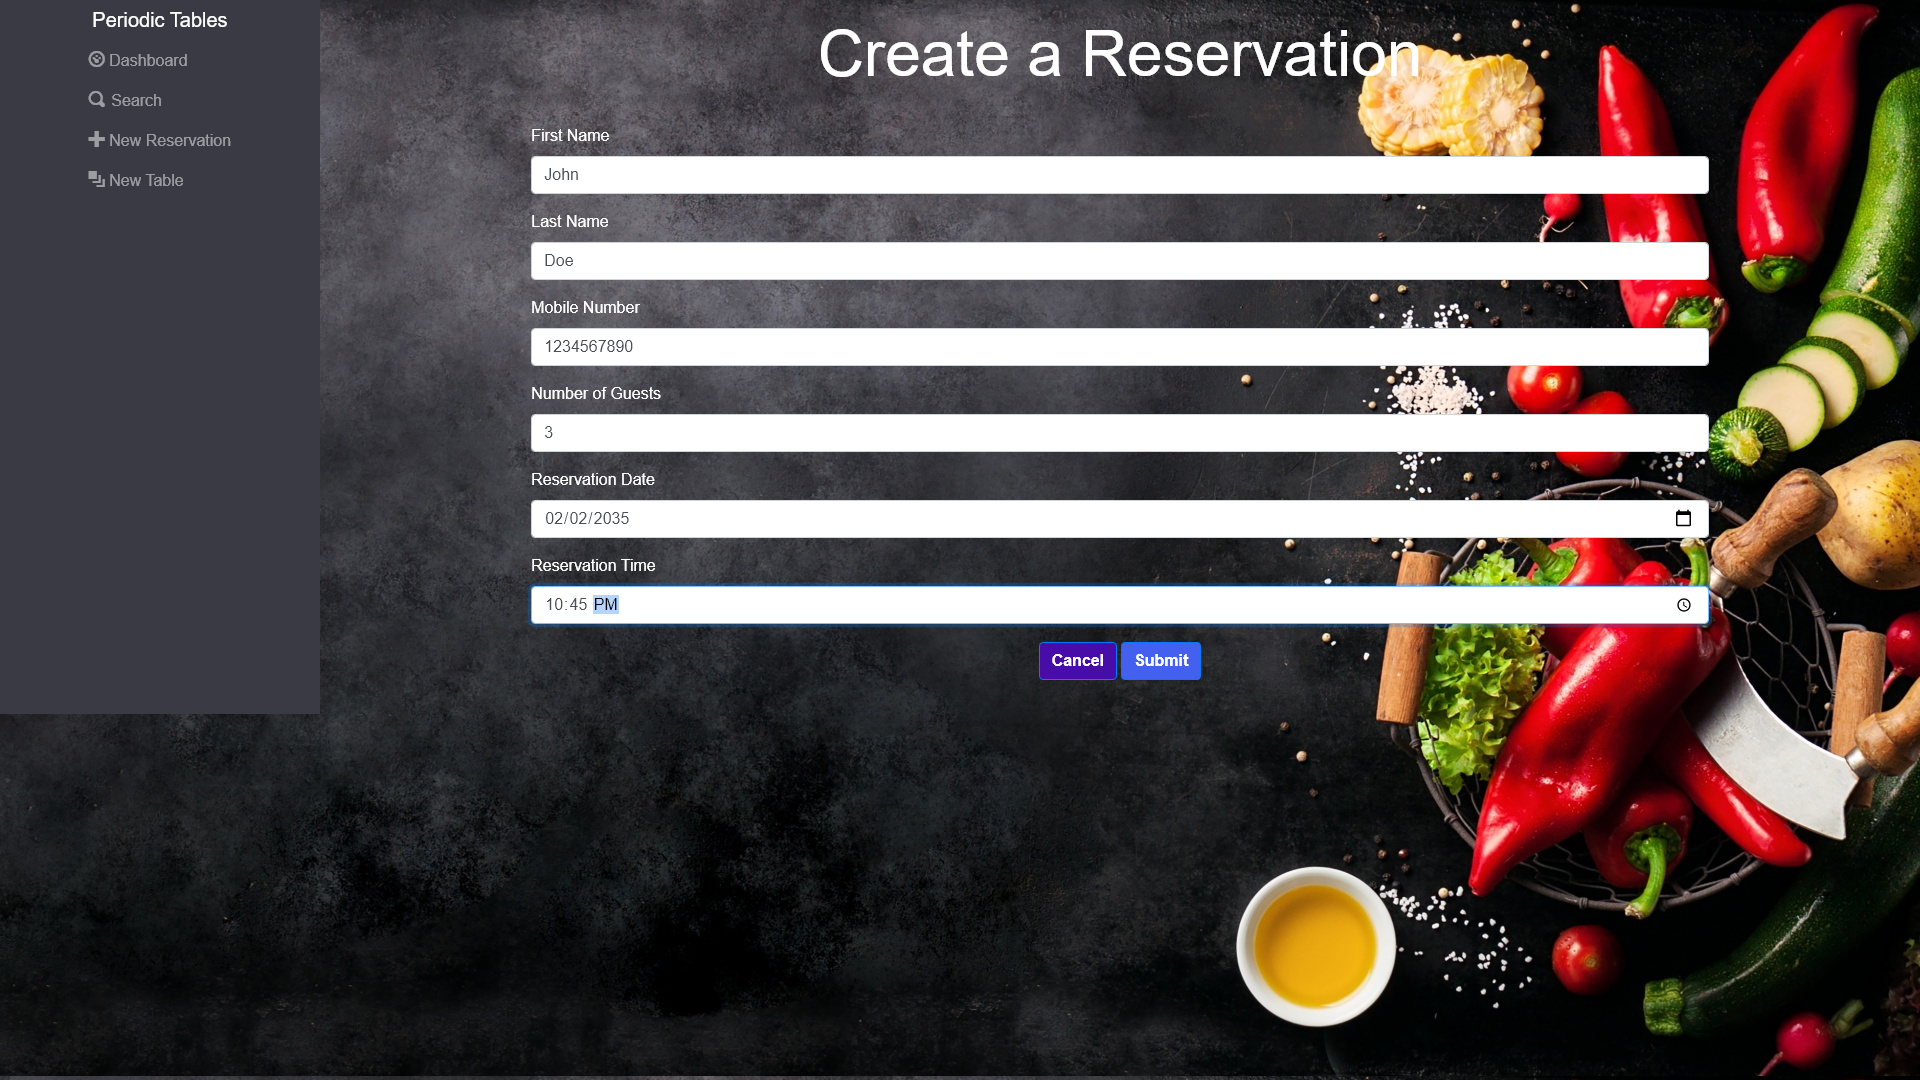 Periodic Tables
Dashboard
Search
New Reservation
New Table
Create a Reservation
First Name
John
Last Name
Doe
Mobile Number
1234567890
Number of Guests
3
Reservation Date
02/02/2035
Reservation Time
10:45 PM
Cancel Submit